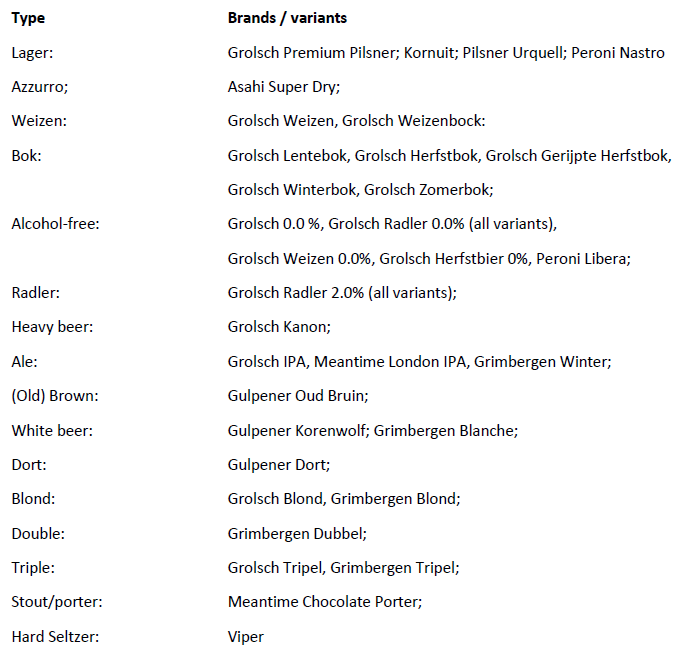 Type Brands / variants
Lager: Grolsch Premium Pilsner; Kornuit; Pilsner Urquell; Peroni Nastro
Azzurro; Asahi Super Dry;
Weizen: Grolsch Weizen, Grolsch Weizenbock:
Bok: Grolsch Lentebok, Grolsch Herfstbok, Grolsch Gerijpte Herfstbok,
Grolsch Winterbok, Grolsch Zomerbok;
Alcohol-free: Grolsch 0.0 %, Grolsch Radler 0.0% (all variants),
Grolsch Weizen 0.0%, Grolsch Herfstbier 0%, Peroni Libera;
Radler: Grolsch Radler 2.0% (all variants);
Heavy beer: Grolsch Kanon;
Ale: Grolsch IPA, Meantime London IPA, Grimbergen Winter;
(Old) Brown: Gulpener Oud Bruin;
White beer: Gulpener Korenwolf; Grimbergen Blanche;
Dort: Gulpener Dort;
Blond: Grolsch Blond, Grimbergen Blond;
Double: Grimbergen Dubbel;
Triple: Grolsch Tripel, Grimbergen Tripel;
Stout/porter: Meantime Chocolate Porter;
Hard Seltzer: Viper